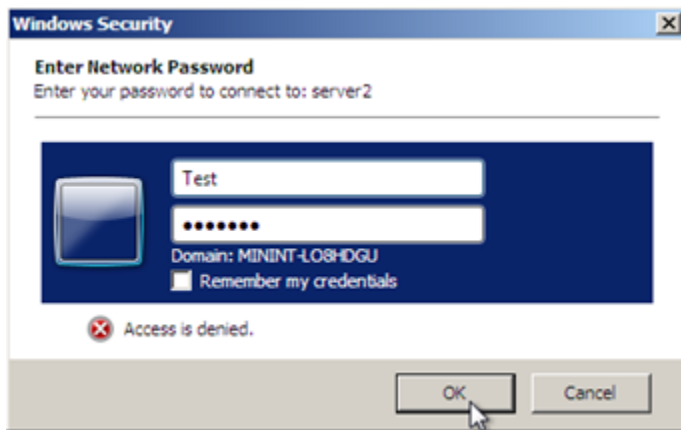 Windows Security
Enter Network Password
Enter your password to connect to: server2
Test
•••••••
Domain: MININT-LO8HDGU
Remember my credentials
Access is denied.
OK
Cancel